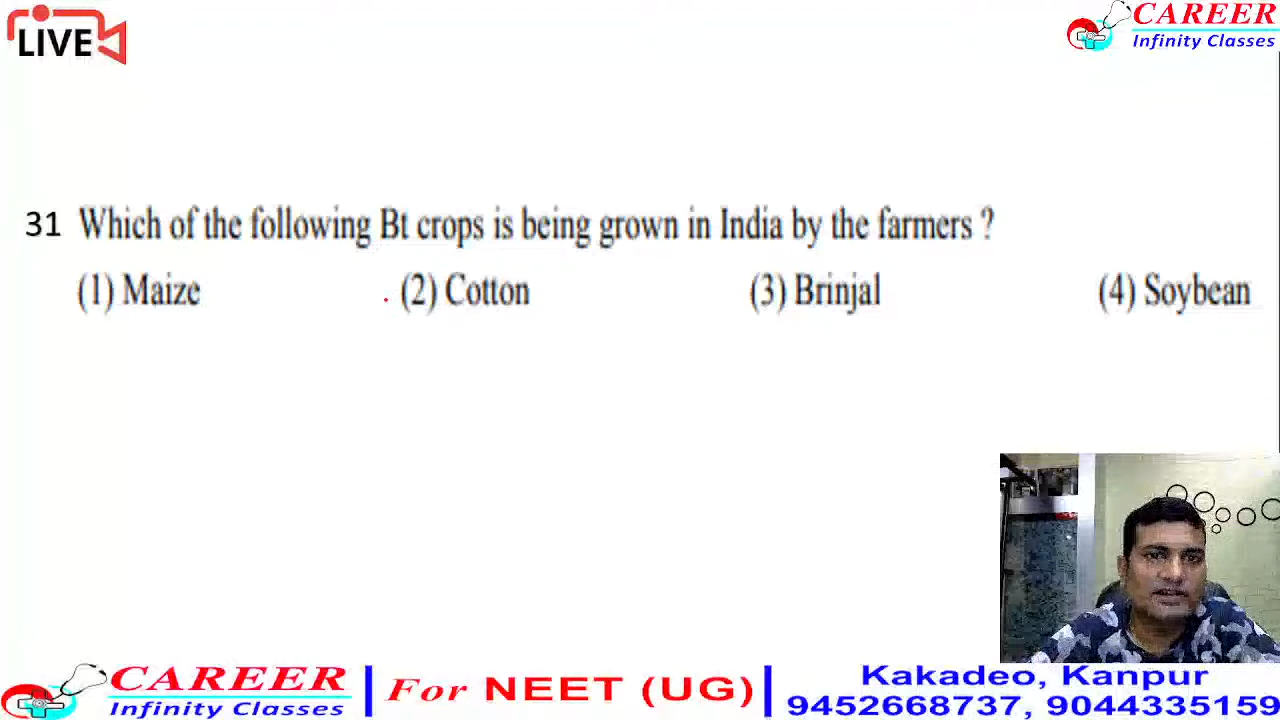 LIVE
CAREER
Infinity Classes
31 Which of the following Bt crops is being grown in India by the farmers ?
(1) Maize (2) Cotton (3) Brinjal (4) Soybean
CAREER
Infinity Classes
For NEET (UG)
Kakadeo, Kanpur
9452668737, 9044335159